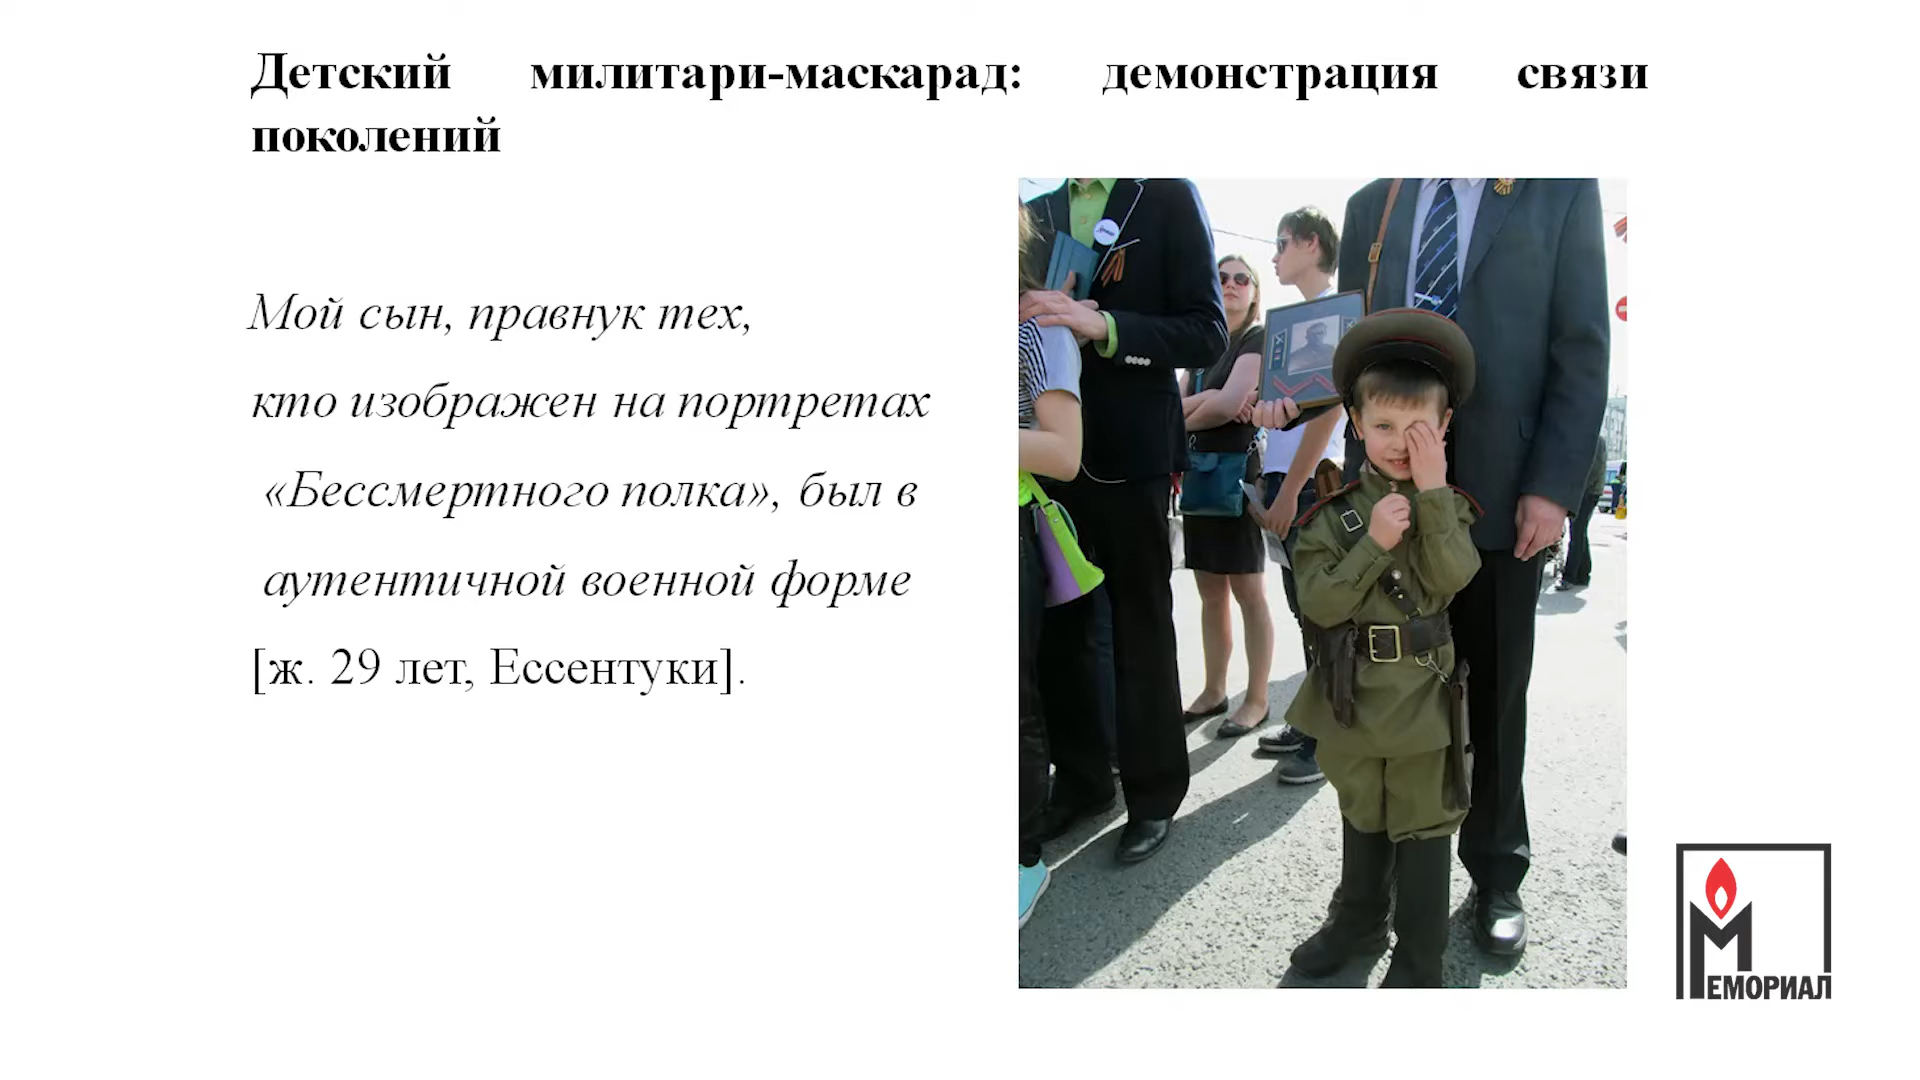 Детский милитари-маскарад: демонстрация связи
поколений
Мой сын, правнук тех,
кто изображен на портретах
«Бессмертного полка», был в
аутентичной военной форме
[ж. 29 лет, Ессентуки].
МЕМОРИАЛ